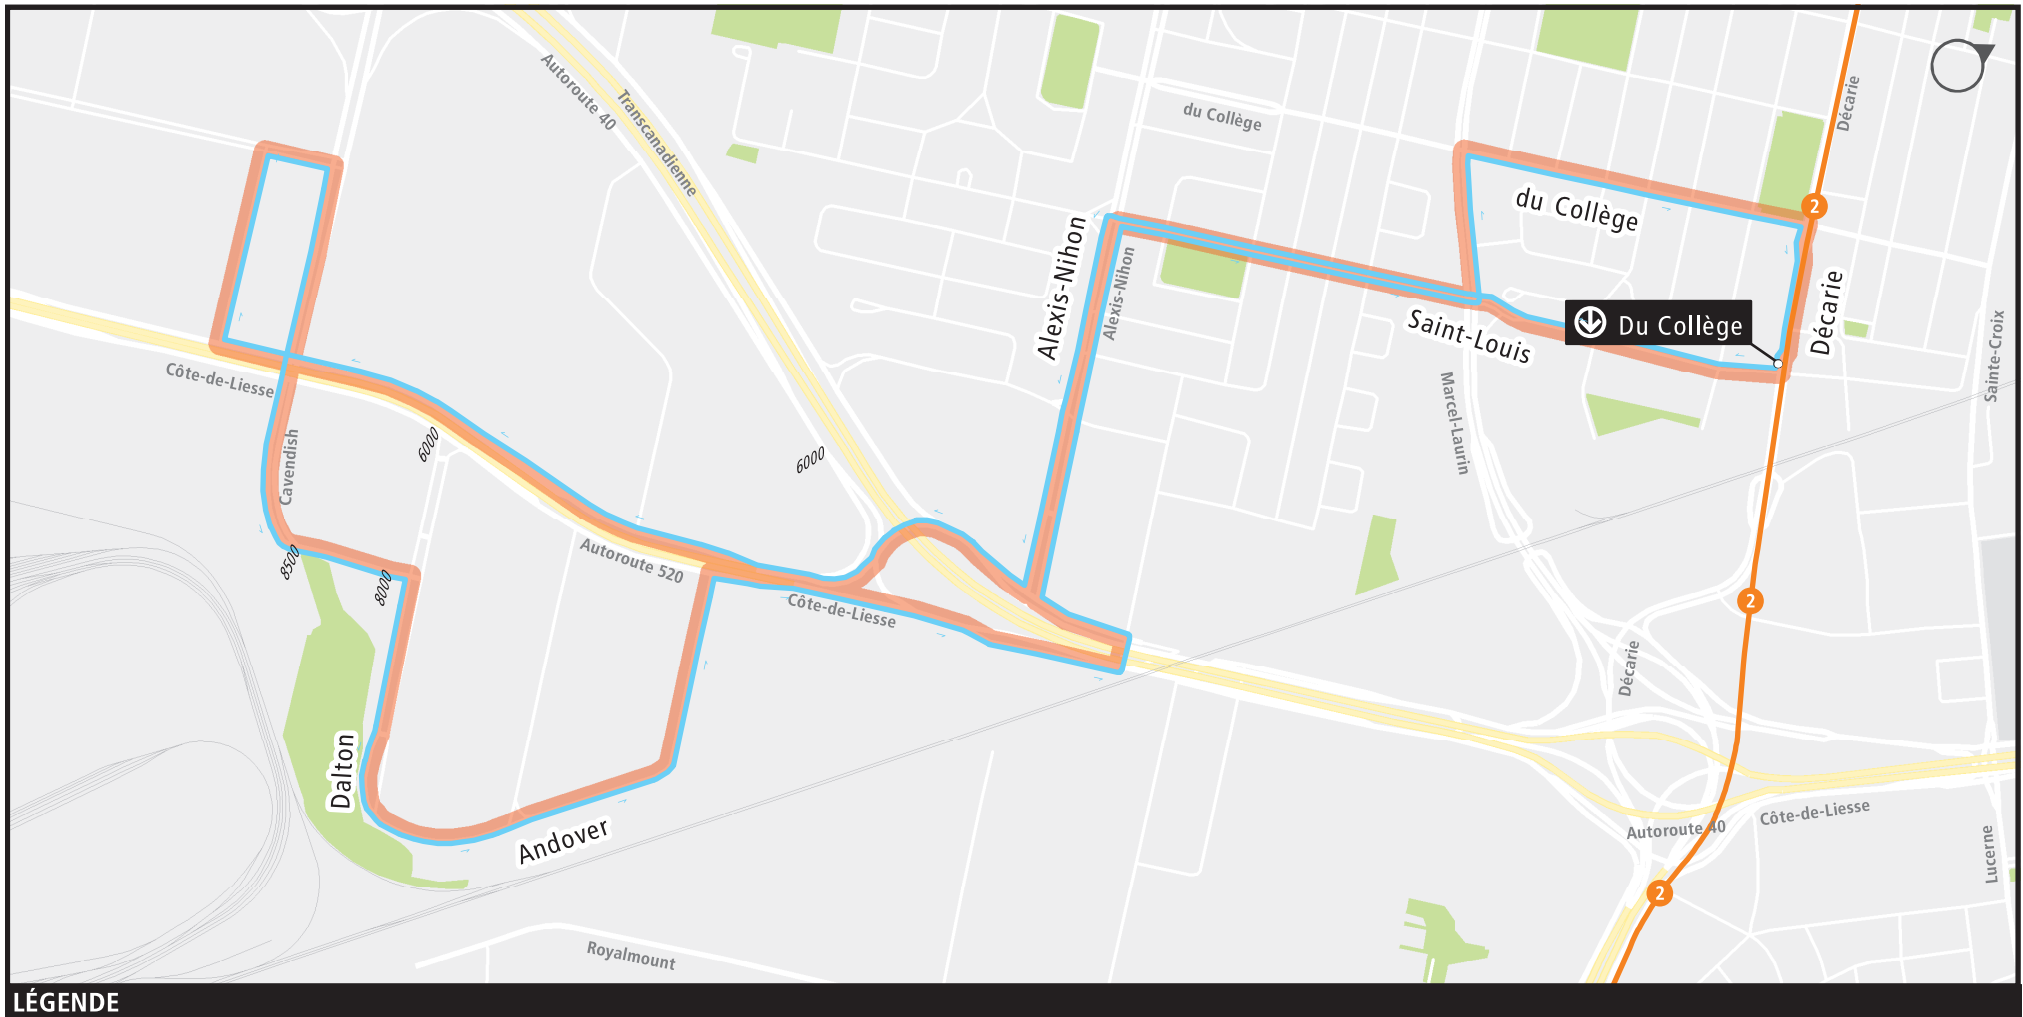 Autoroute 40
Transcanadienne
du Collège
Décarie
2
du Collège
Alexis-Nihon
Alexis-Nihon
Saint-Louis
Du Collège
Décarie
Sainte-Croix
Marcel-Laurin
Côte-de-Liesse
Cavendish
6000
6000
8500
8000
Autoroute 520
Côte-de-Liesse
2
Décarie
Dalton
Andover
Autoroute 40
Côte-de-Liesse
Lucerne
2
Royalmount
LÉGENDE